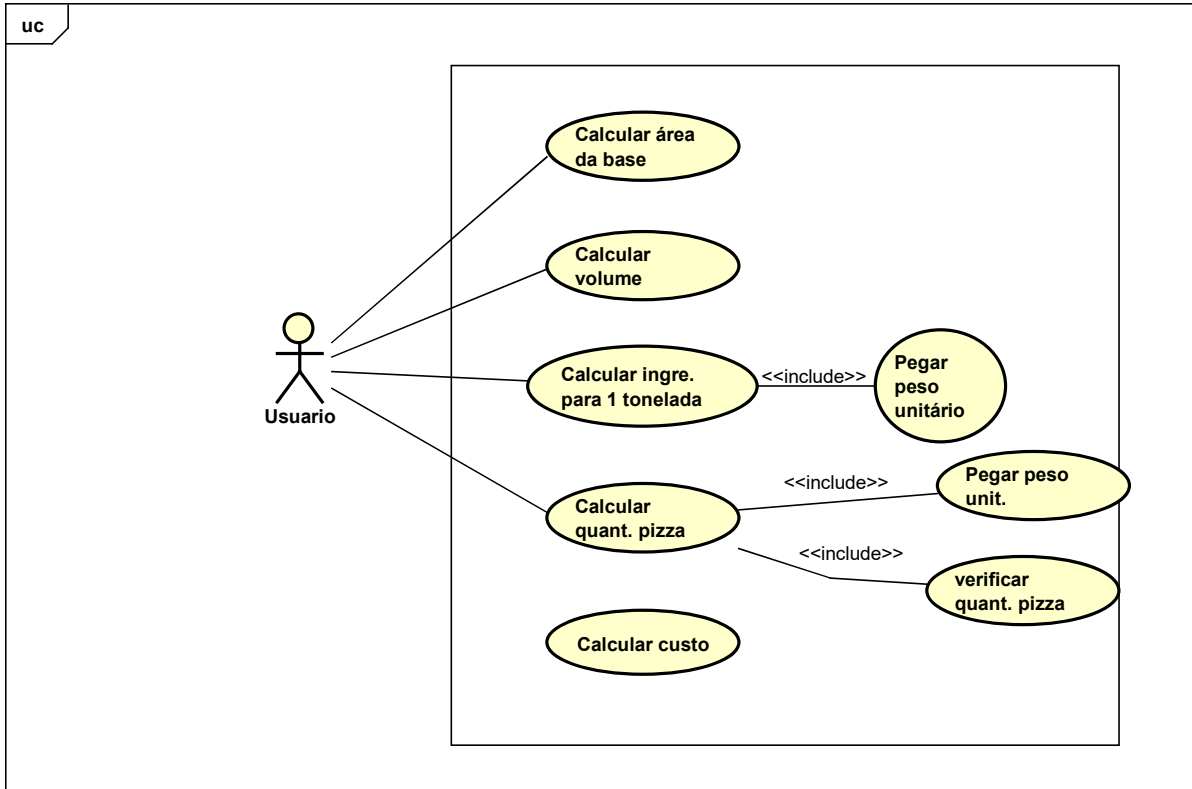 uc
Calcular área
da base
Calcular
volume
Calcular ingre.
para 1 tonelada
<<include>>
Pegar
peso
unitário
Usuario
Calcular
quant. pizza
<<include>>
Pegar peso
unit.
<<include>>
verificar
quant. pizza
Calcular custo